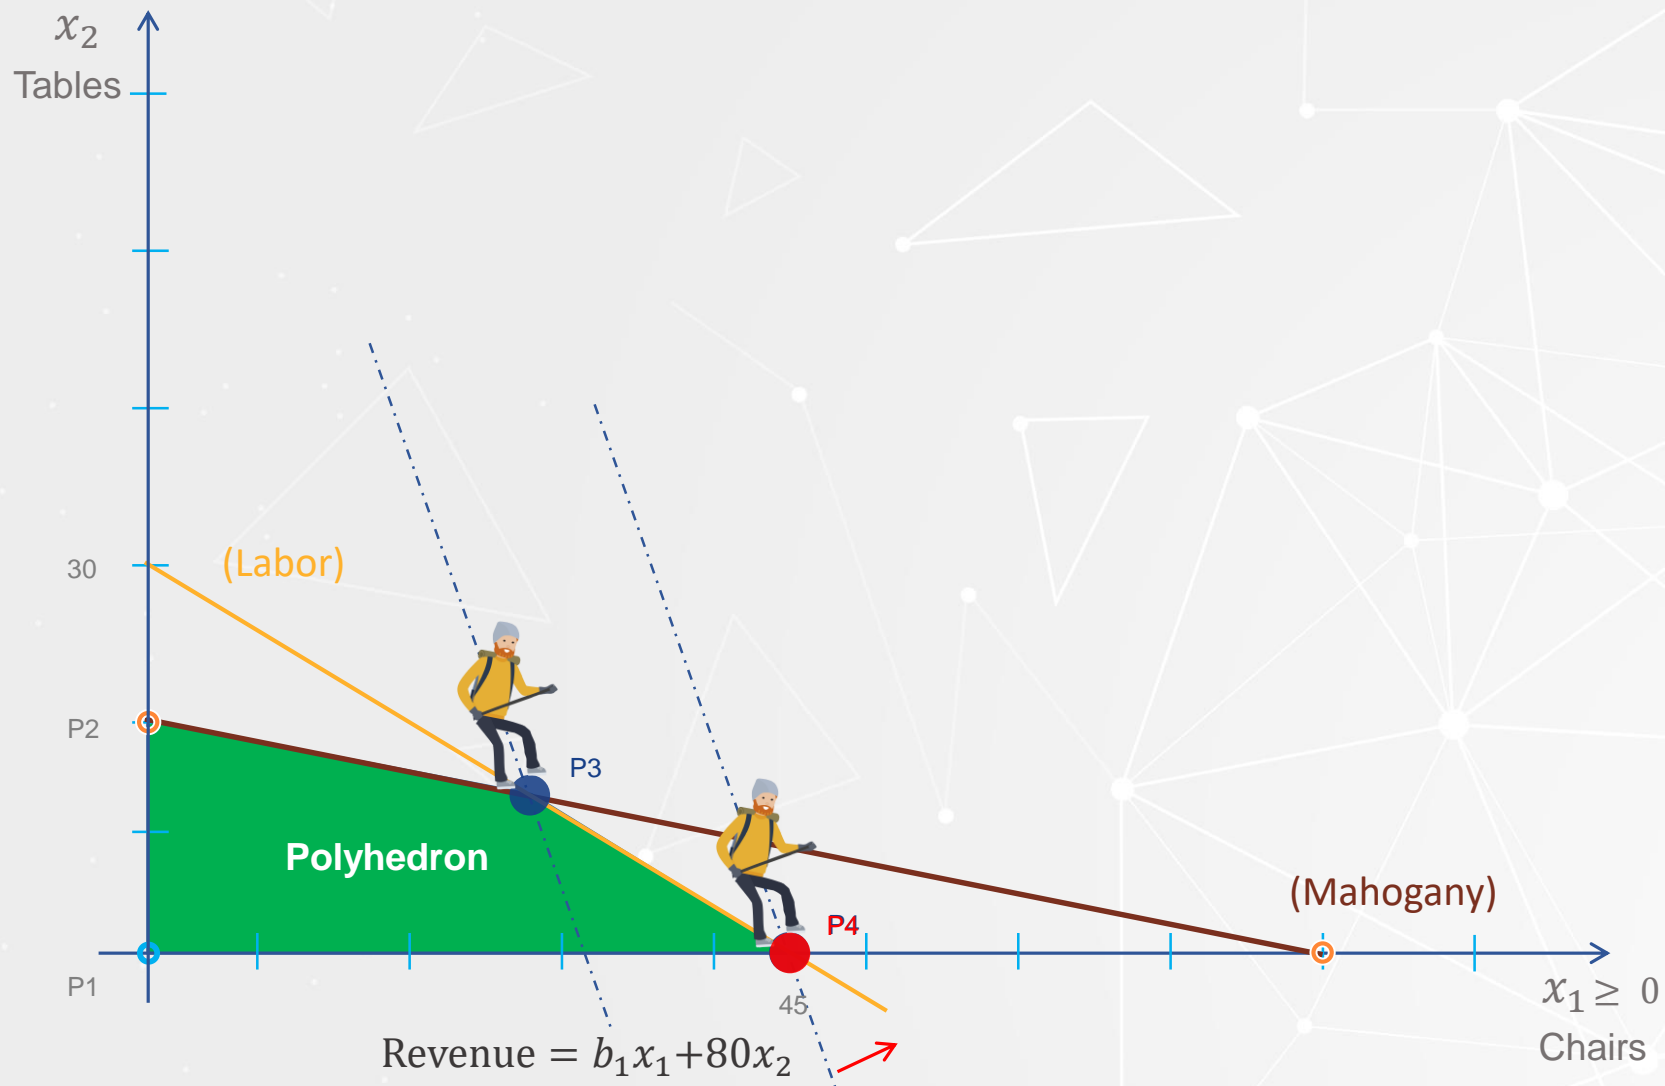 x₂
Tables
30
(Labor)
P2
P3
Polyhedron
(Mahogany)
P4
P1
45
x₁ ≥ 0
Chairs
Revenue = b₁x₁+80x₂